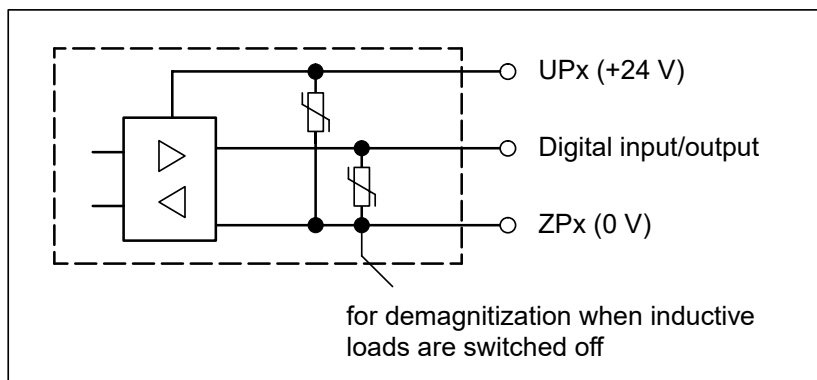 UPx (+24 V)
Digital input/output
ZPx (0 V)
for demagnitization when inductive
loads are switched off